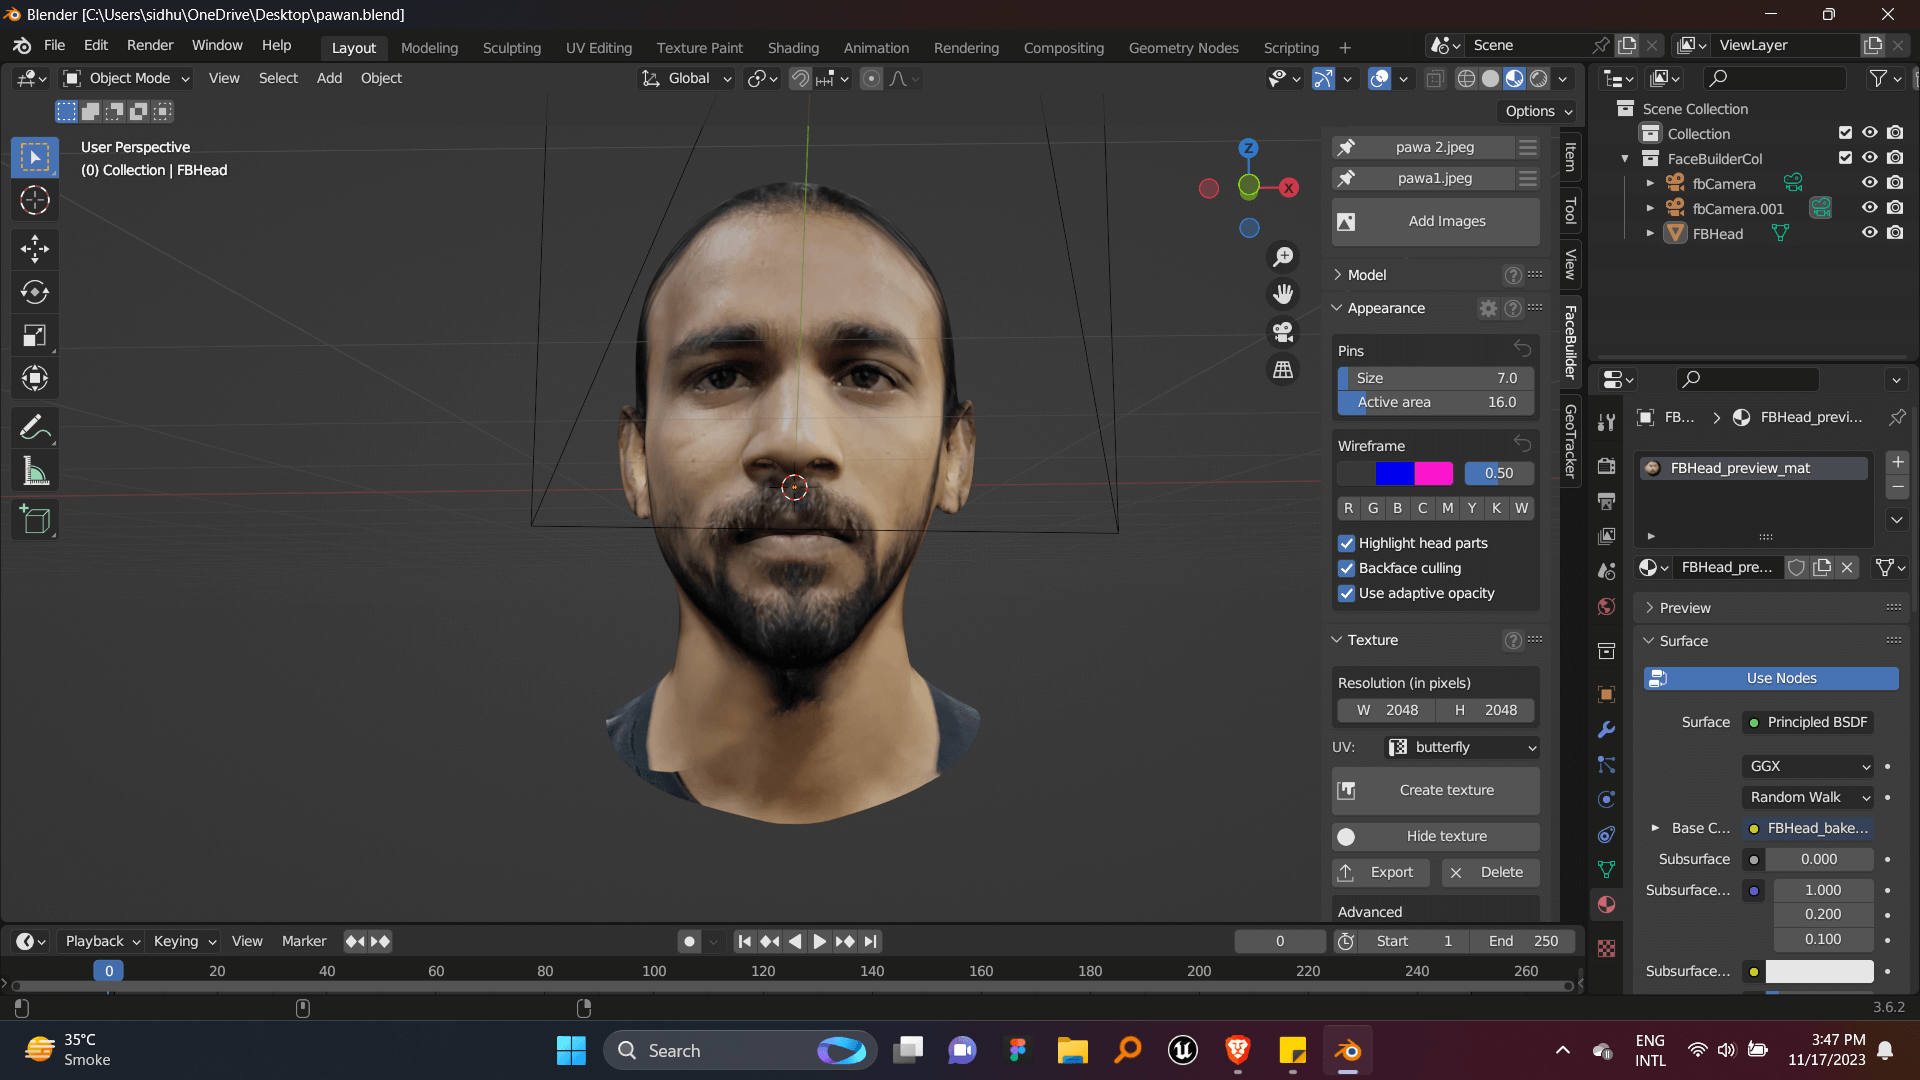 Blender [C:\Users\sidhu\OneDrive\Desktop\pawan.blend]
File Edit Render Window Help
Layout Modeling Sculpting UV Editing Texture Paint Shading Animation Rendering Compositing Geometry Nodes Scripting +
Scene
ViewLayer
Object Mode View Select Add Object
Global
Options
User Perspective
(0) Collection | FBHead
Z
X
pawa 2.jpeg
pawa1.jpeg
Add Images
Model
Appearance
Pins
Size 7.0
Active area 16.0
Wireframe
0.50
R G B C M Y K W
Highlight head parts
Backface culling
Use adaptive opacity
Texture
Resolution (in pixels)
W 2048 H 2048
UV: butterfly
Create texture
Hide texture
Export Delete
Advanced
Item
Tool
View
FaceBuilder
GeoTracker
Scene Collection
Collection
FaceBuilderCol
fbCamera
fbCamera.001
FBHead
FB... > FBHead_previ...
FBHead_preview_mat
FBHead_pre...
Preview
Surface
Use Nodes
Surface Principled BSDF
GGX
Random Walk
Base C... FBHead_bake...
Subsurface 0.000
Subsurface... 1.000
0.200
0.100
Subsurface...
Playback Keying View Marker
0
Start 1 End 250
0 20 40 60 80 100 120 140 160 180 200 220 240 260
3.6.2
35°C
Smoke
Search
ENG
INTL
3:47 PM
11/17/2023